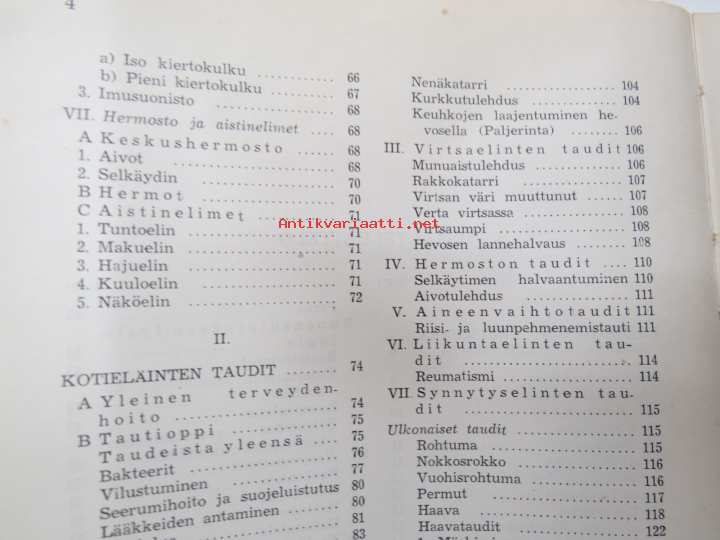 4
a) Iso kiertokulku ........... 66
b) Pieni kiertokulku ......... 67
3. Imusuonisto ............... 68
VII. Hermosto ja aistinelimet .... 68
A Keskushermosto ....... 68
1. Aivot .................... 68
2. Selkäydin ................ 70
B Hermot .................. 70
C Aistinelimet ........... 71
1. Tuntoelin ................ 71
2. Makuelin ................. 71
3. Hajuelin ................. 71
4. Kuuloelin ................ 71
5. Näköelin ................. 72
II.
KOTIELÄINTEN TAUDIT ....... 74
A Yleinen terveyden-
hoito ................... 74
B Tautioppi ............... 75
Taudeista yleensä .... 75
Bakteerit ................ 76
Vilustuminen ............. 77
Seerumihoito ja suojeluistutus 80
Lääkkeiden antaminen ..... 80
81
83
Nenäkatarri .............. 104
Kurkkutulehdus ........... 104
Keuhkojen laajentuminen he-
vosella (Paljerinta) ..... 106
III. Virtsaelinten taudit 106
Munuaistulehdus .......... 106
Rakkokatarri ............. 107
Virtsan väri muuttunut ... 107
Verta virtsassa .......... 108
Virtsaumpi ............... 108
Hevosen lannehalvaus ..... 108
IV. Hermoston taudit .... 110
Selkäytimen halvaantuminen 110
Aivotulehdus ............. 111
V. Aineenvaihtotaudit 111
Riisi- ja luunpehmenemistauti 111
VI. Liikuntaelinten tau-
dit ..................... 114
Reumatismi ............... 114
VII. Synnytyselinten tau-
dit ..................... 115
Ulkonaiset taudit ........ 115
Rohtuma .................. 115
Nokkosrokko .............. 116
Vuohisrohtuma ............ 116
Permut ................... 117
Haava .................... 118
Haavataudit .............. 122
Antikvariaatti.net